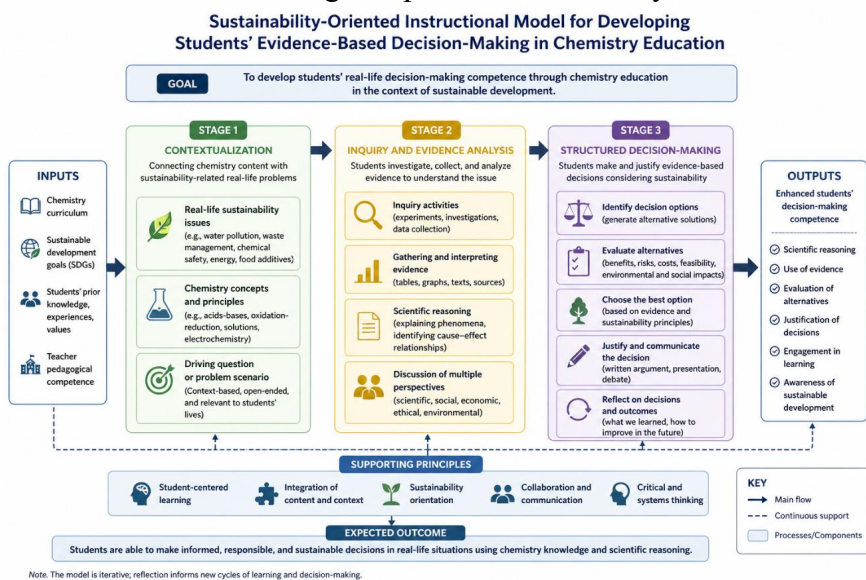 Sustainability-Oriented Instructional Model for Developing
Students' Evidence-Based Decision-Making in Chemistry Education
GOAL
To develop students' real-life decision-making competence through chemistry education
in the context of sustainable development.
INPUTS
Chemistry
curriculum
Sustainable
development
goals (SDGs)
Students' prior
knowledge,
experiences,
values
Teacher
pedagogical
competence
STAGE 1
CONTEXTUALIZATION
Connecting chemistry content with
sustainability-related real-life problems
Real-life sustainability
issues
(e.g., water pollution, waste
management, chemical
safety, energy, food additives)
Chemistry concepts
and principles
(e.g., acids-bases, oxidation-
reduction, solutions,
electrochemistry)
Driving question
or problem scenario
(Context-based, open-ended,
and relevant to students'
lives)
STAGE 2
INQUIRY AND EVIDENCE ANALYSIS
Students investigate, collect, and analyze
evidence to understand the issue
Inquiry activities
(experiments, investigations,
data collection)
Gathering and interpreting
evidence
(tables, graphs, texts, sources)
Scientific reasoning
(explaining phenomena,
identifying cause–effect
relationships)
Discussion of multiple
perspectives
(scientific, social, economic,
ethical, environmental)
STAGE 3
STRUCTURED DECISION-MAKING
Students make and justify evidence-based
decisions considering sustainability
Identify decision options
(generate alternative solutions)
Evaluate alternatives
(benefits, risks, costs, feasibility,
environmental and social impacts)
Choose the best option
(based on evidence and
sustainability principles)
Justify and communicate
the decision
(written argument, presentation,
debate)
Reflect on decisions
and outcomes
(what we learned, how to
improve in the future)
OUTPUTS
Enhanced students'
decision-making
competence
Scientific reasoning
Use of evidence
Evaluation of
alternatives
Justification of
decisions
Engagement in
learning
Awareness of
sustainable
development
SUPPORTING PRINCIPLES
Student-centered
learning
Integration of
content and context
Sustainability
orientation
Collaboration and
communication
Critical and
systems thinking
EXPECTED OUTCOME
Students are able to make informed, responsible, and sustainable decisions in real-life situations using chemistry knowledge and scientific reasoning.
KEY
Main flow
Continuous support
Processes/Components
Note. The model is iterative; reflection informs new cycles of learning and decision-making.